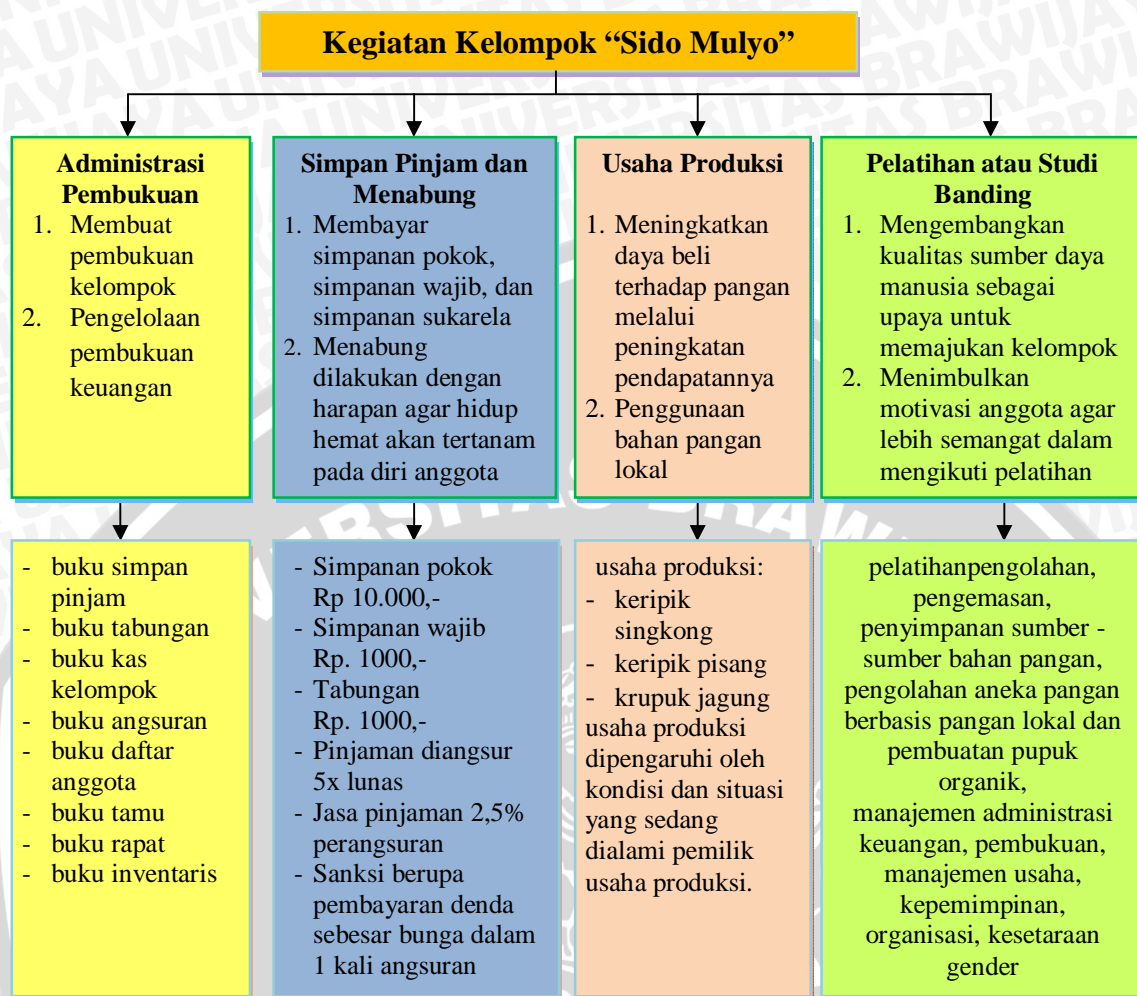 Kegiatan Kelompok “Sido Mulyo”
Administrasi
Pembukuan
1. Membuat
pembukuan
kelompok
2. Pengelolaan
pembukuan
keuangan
Simpan Pinjam dan
Menabung
1. Membayar
simpanan pokok,
simpanan wajib, dan
simpanan sukarela
2. Menabung
dilakukan dengan
harapan agar hidup
hemat akan tertanam
pada diri anggota
Usaha Produksi
1. Meningkatkan
daya beli
terhadap pangan
melalui
peningkatan
pendapatannya
2. Penggunaan
bahan pangan
lokal
Pelatihan atau Studi
Banding
1. Mengembangkan
kualitas sumber daya
manusia sebagai
upaya untuk
memajukan kelompok
2. Menimbulkan
motivasi anggota agar
lebih semangat dalam
mengikuti pelatihan
- buku simpan
pinjam
- buku tabungan
- buku kas
kelompok
- buku angsuran
- buku daftar
anggota
- buku tamu
- buku rapat
- buku inventaris
- Simpanan pokok
Rp 10.000,-
- Simpanan wajib
Rp. 1000,-
- Tabungan
Rp. 1000,-
- Pinjaman diangsur
5x lunas
- Jasa pinjaman 2,5%
perangsuran
- Sanksi berupa
pembayaran denda
sebesar bunga dalam
1 kali angsuran
usaha produksi:
- keripik
singkong
- keripik pisang
- krupuk jagung
usaha produksi
dipengaruhi oleh
kondisi dan situasi
yang sedang
dialami pemilik
usaha produksi.
pelatihanpengolahan,
pengemasan,
penyimpanan sumber -
sumber bahan pangan,
pengolahan aneka pangan
berbasis pangan lokal dan
pembuatan pupuk
organik,
manajemen administrasi
keuangan, pembukuan,
manajemen usaha,
kepemimpinan,
organisasi, kesetaraan
gender